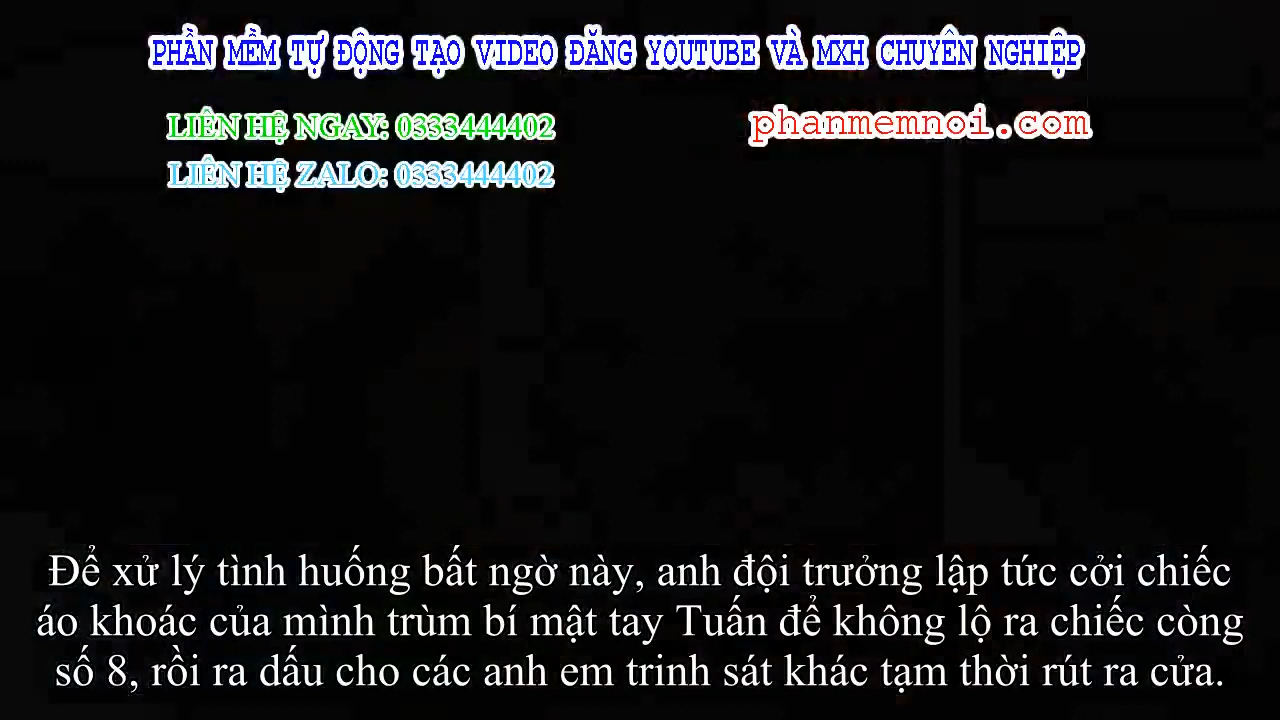 PHẦN MỀM TỰ ĐỘNG TẠO VIDEO ĐĂNG YOUTUBE VÀ MXH CHUYÊN NGHIỆP
LIÊN HỆ NGAY: 0333444402
phanmemnoi.com
LIÊN HỆ ZALO: 0333444402
Để xử lý tình huống bất ngờ này, anh đội trưởng lập tức cởi chiếc
áo khoác của mình trùm bí mật tay Tuấn để không lộ ra chiếc còng
số 8, rồi ra dấu cho các anh em trinh sát khác tạm thời rút ra cửa.